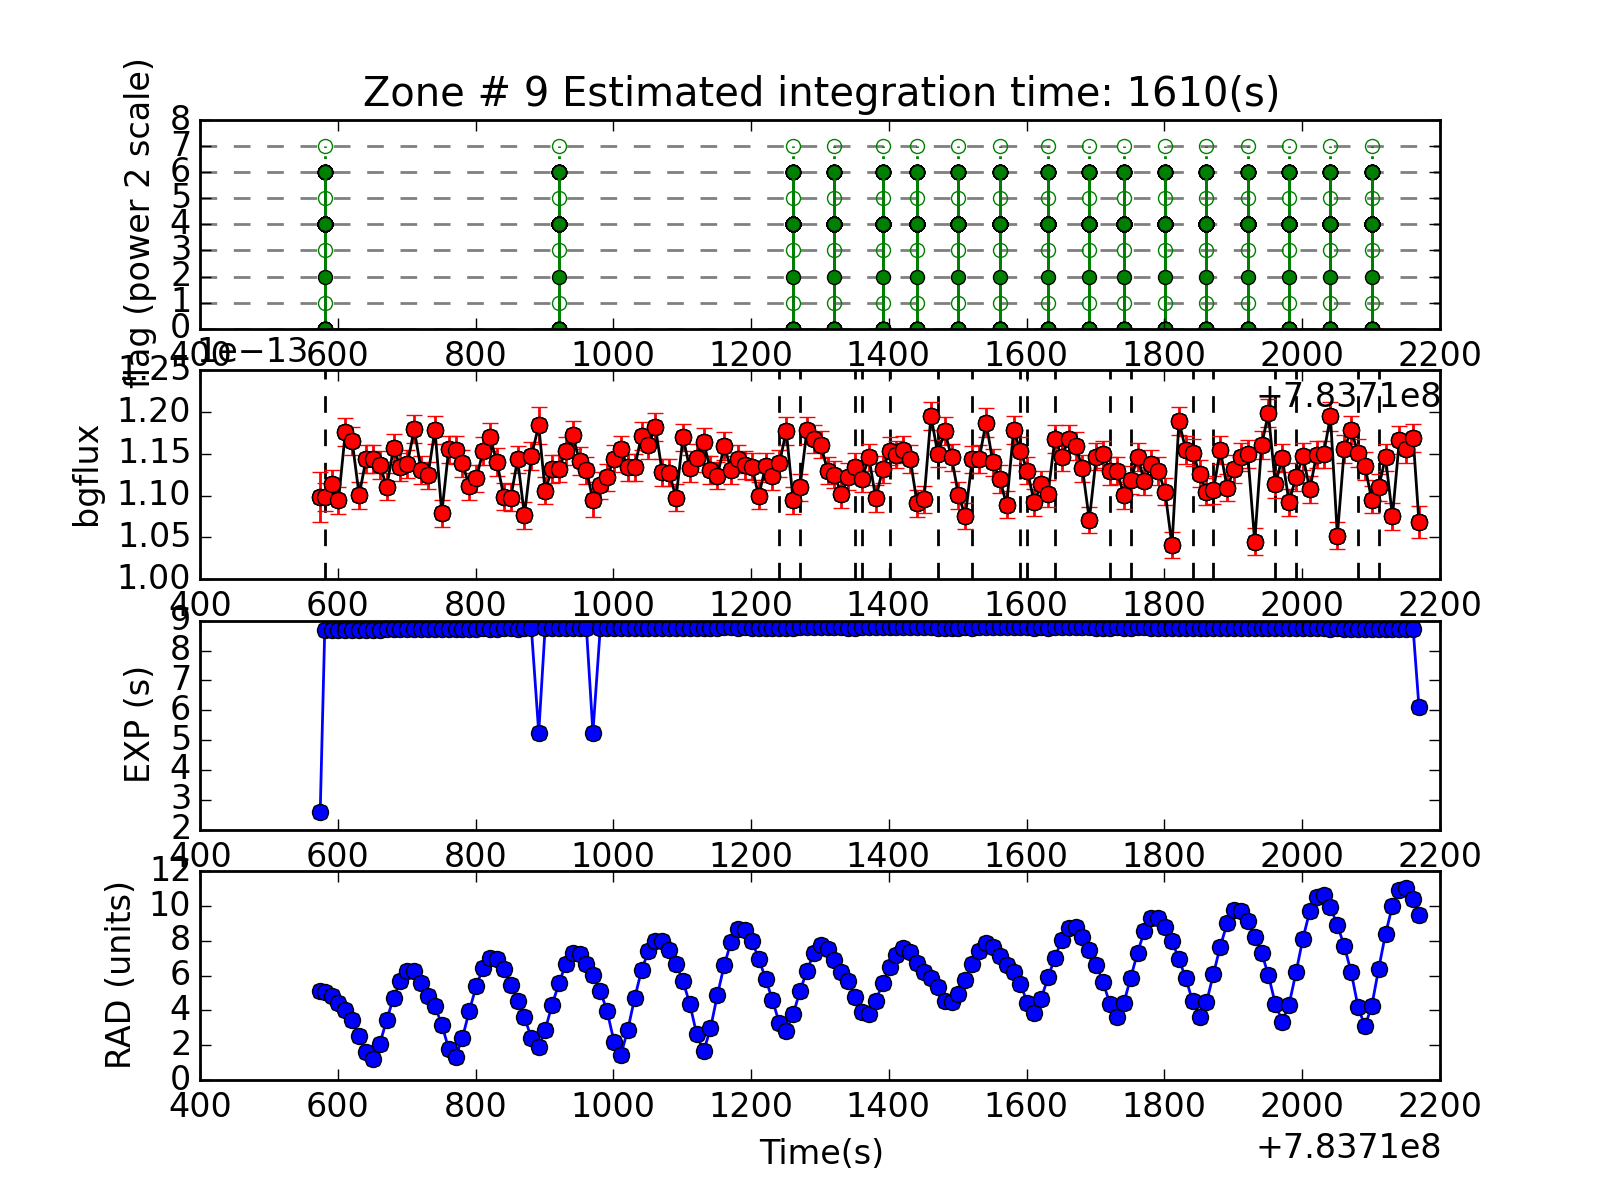 Zone # 9 Estimated integration time: 1610(s)
flag (power 2 scale)
8
7
6
5
4
3
2
1
0
400 600 800 1000 1200 1400 1600 1800 2000 2200
+7.8371e8
1e−13
bgflux
1.25
1.20
1.15
1.10
1.05
1.00
400 600 800 1000 1200 1400 1600 1800 2000 2200
EXP (s)
9
8
7
6
5
4
3
2
400 600 800 1000 1200 1400 1600 1800 2000 2200
RAD (units)
12
10
8
6
4
2
0
400 600 800 1000 1200 1400 1600 1800 2000 2200
Time(s)
+7.8371e8